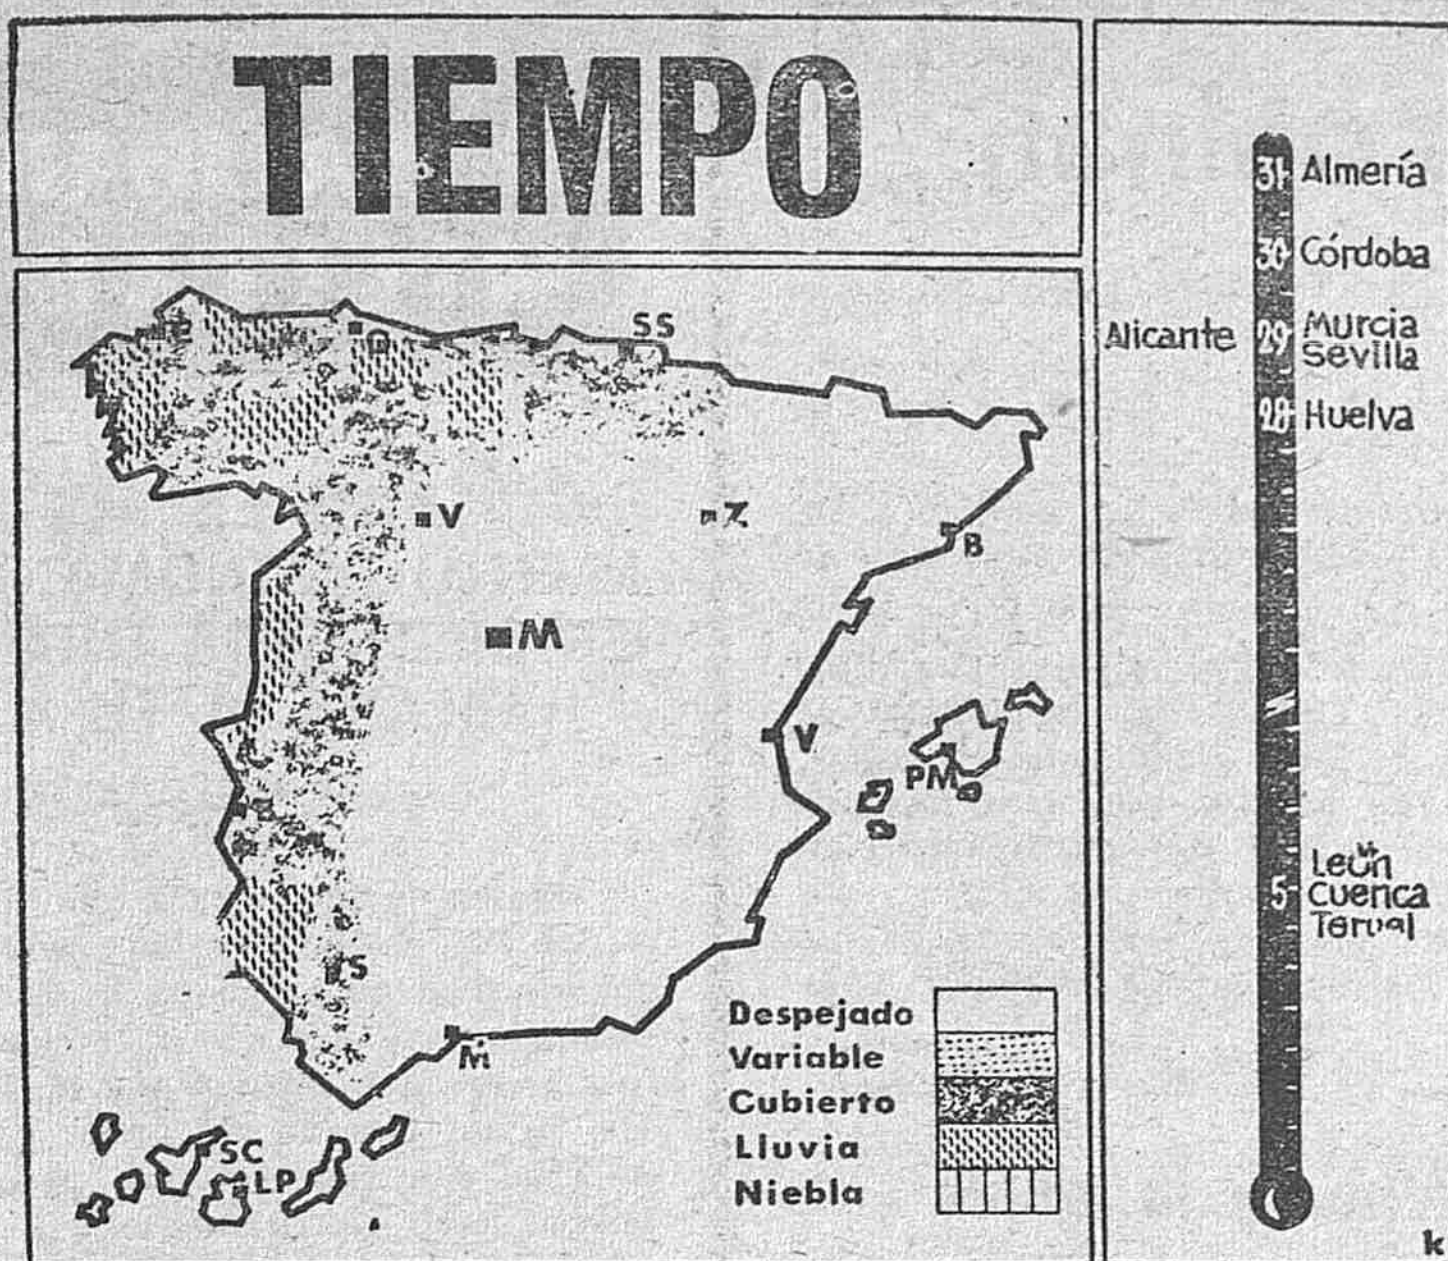 TIEMPO
SS
O
V
Z
B
M
V
PM
S
M
SC
LP
Despejado
Variable
Cubierto
Lluvia
Niebla
31 Almería
30 Córdoba
Alicante 29 Murcia
Sevilla
28 Huelva
León
5 Cuenca
Teruel
k